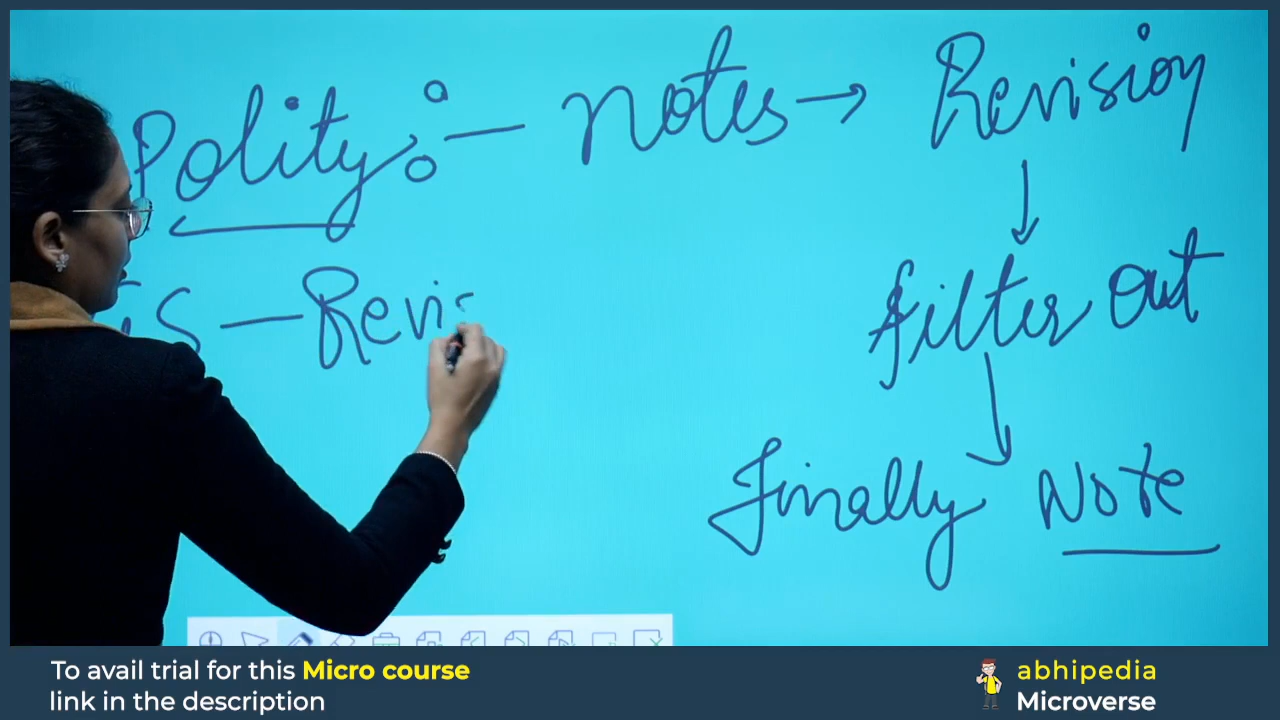 Polity :- Notes → Revision
↓
Filter Out
S - Revis
↓
Finally Note
To avail trial for this Micro course
link in the description
abhipedia
Microverse